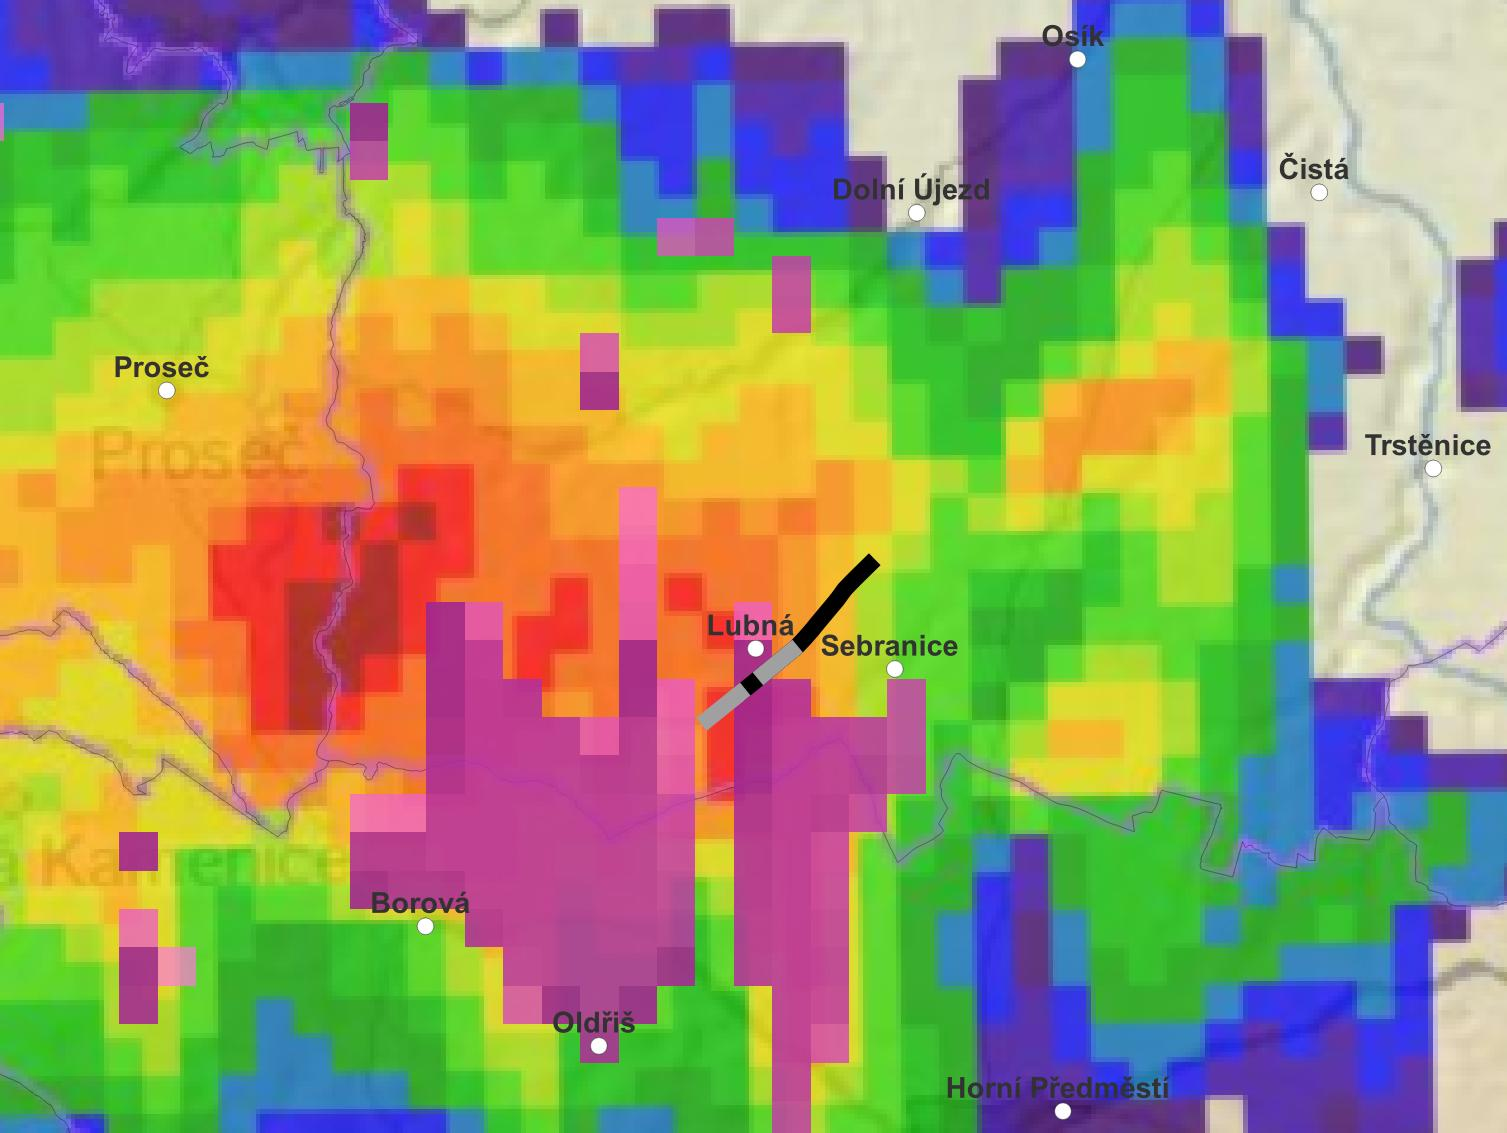 Osík
Čistá
Dolní Újezd
Proseč
Proseč
Trstěnice
Lubná
Sebranice
Kamenice
Borová
Oldřiš
Horní Předměstí